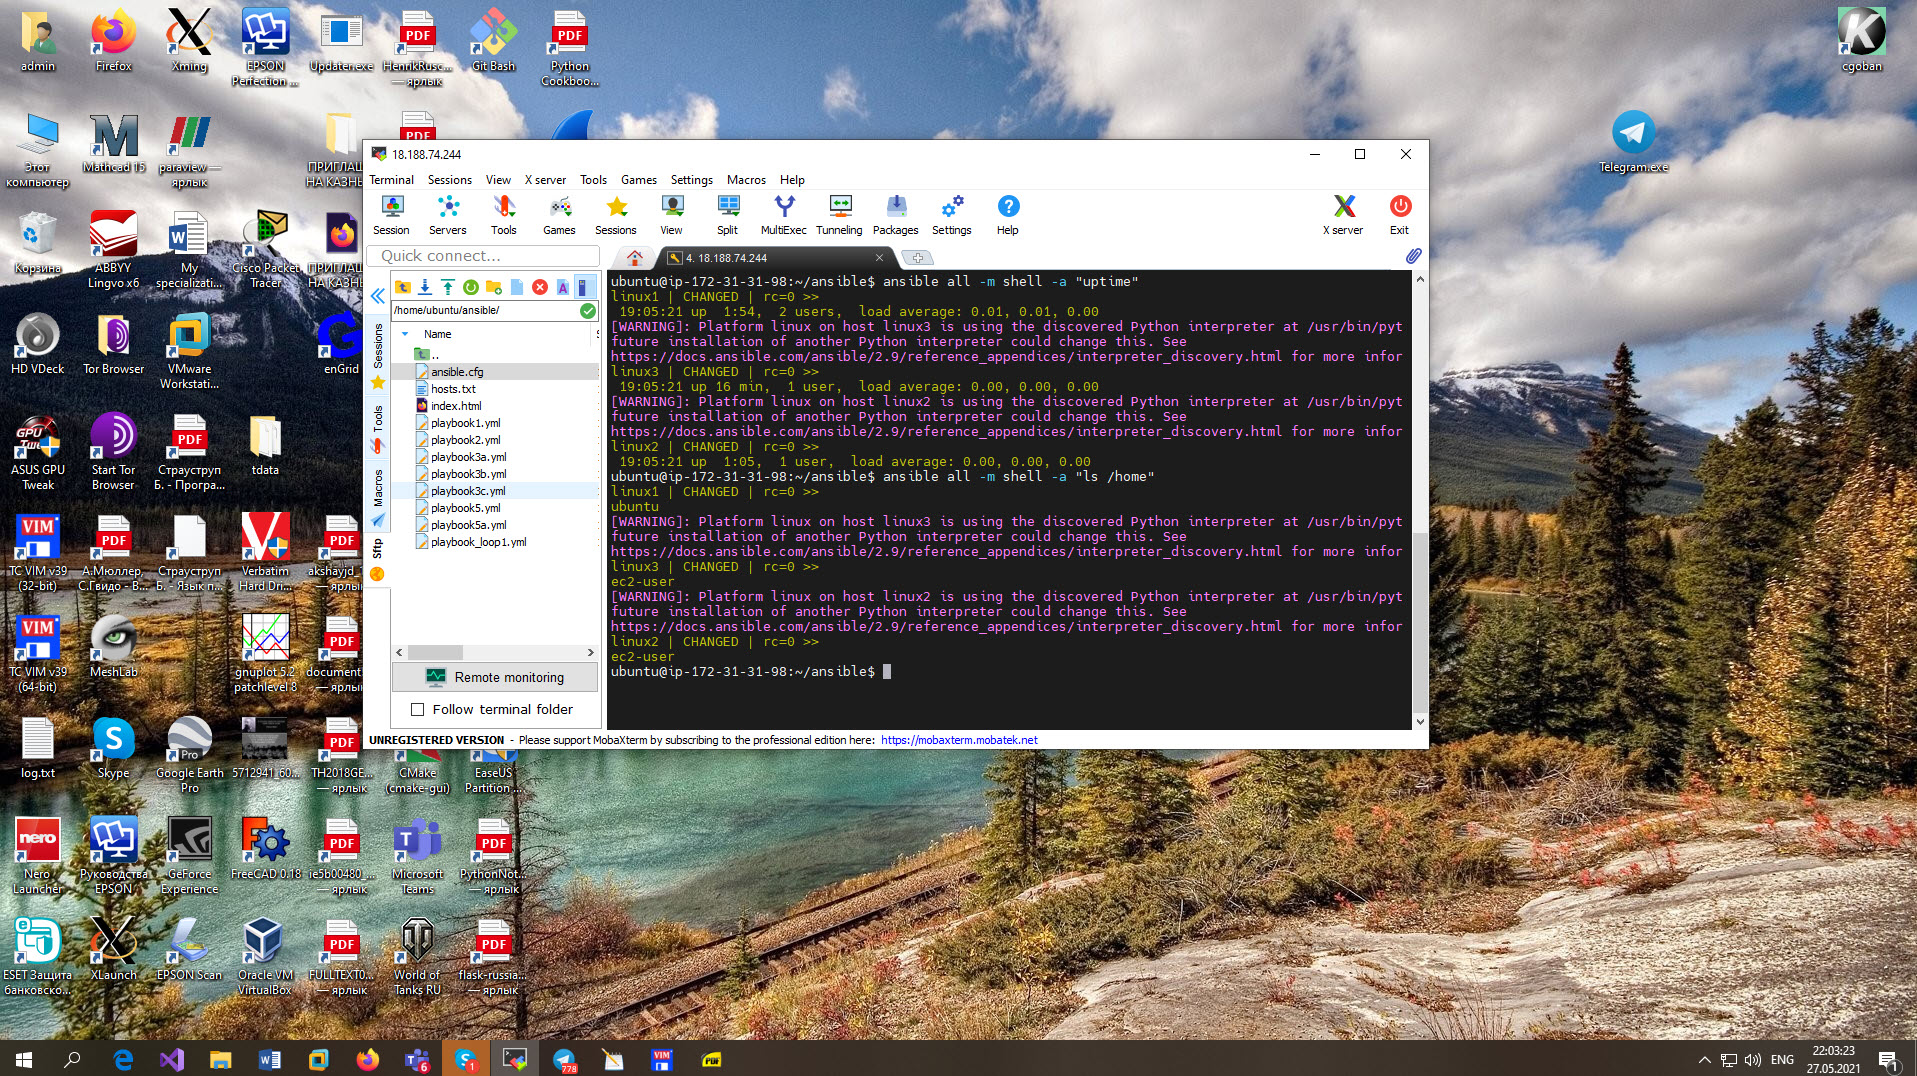 admin
Firefox
Xming
EPSON Perfection ...
Updater.exe
HenrikRusc... — ярлык
Git Bash
Python Cookboo...
cgoban
Этот компьютер
Mathcad 15
paraview — ярлык
ПРИГЛАШ
НА КАЗНЬ
Telegram.exe
Корзина
ABBYY Lingvo x6
My specializati...
Cisco Packet Tracer
ПРИГЛАШ
НА КАЗНЬ
HD VDeck
Tor Browser
VMware Workstati...
enGrid
ASUS GPU Tweak
Start Tor Browser
Страуструп Б. - Програ...
tdata
TC VIM v39 (32-bit)
А.Мюллер, С.Гвидо - В...
Страуструп Б. - Язык п...
Verbatim Hard Dri...
akshayjd_
— ярлык
TC VIM v39 (64-bit)
MeshLab
gnuplot 5.2 patchlevel 8
document
— ярлык
log.txt
Skype
Google Earth Pro
5712941_60...
TH2018GE... — ярлык
CMake (cmake-gui)
EaseUS Partition ...
Nero Launcher
Руководства EPSON
GeForce Experience
FreeCAD 0.18
ie5b00480_... — ярлык
Microsoft Teams
PythonNot... — ярлык
ESET Защита банковско...
XLaunch
EPSON Scan
Oracle VM VirtualBox
FULLTEXT0... — ярлык
World of Tanks RU
flask-russia... — ярлык
18.188.74.244
Terminal Sessions View X server Tools Games Settings Macros Help
Session Servers Tools Games Sessions View Split MultiExec Tunneling Packages Settings Help X server Exit
Quick connect...
4. 18.188.74.244
Sessions
Tools
Macros
Sftp
/home/ubuntu/ansible/
Name
..
ansible.cfg
hosts.txt
index.html
playbook1.yml
playbook2.yml
playbook3a.yml
playbook3b.yml
playbook3c.yml
playbook5.yml
playbook5a.yml
playbook_loop1.yml
Remote monitoring
Follow terminal folder
ubuntu@ip-172-31-31-98:~/ansible$ ansible all -m shell -a "uptime"
linux1 | CHANGED | rc=0 >>
19:05:21 up 1:54, 2 users, load average: 0.01, 0.01, 0.00
[WARNING]: Platform linux on host linux3 is using the discovered Python interpreter at /usr/bin/pyt
future installation of another Python interpreter could change this. See
https://docs.ansible.com/ansible/2.9/reference_appendices/interpreter_discovery.html for more infor
linux3 | CHANGED | rc=0 >>
19:05:21 up 16 min, 1 user, load average: 0.00, 0.00, 0.00
[WARNING]: Platform linux on host linux2 is using the discovered Python interpreter at /usr/bin/pyt
future installation of another Python interpreter could change this. See
https://docs.ansible.com/ansible/2.9/reference_appendices/interpreter_discovery.html for more infor
linux2 | CHANGED | rc=0 >>
19:05:21 up 1:05, 1 user, load average: 0.00, 0.00, 0.00
ubuntu@ip-172-31-31-98:~/ansible$ ansible all -m shell -a "ls /home"
linux1 | CHANGED | rc=0 >>
ubuntu
[WARNING]: Platform linux on host linux3 is using the discovered Python interpreter at /usr/bin/pyt
future installation of another Python interpreter could change this. See
https://docs.ansible.com/ansible/2.9/reference_appendices/interpreter_discovery.html for more infor
linux3 | CHANGED | rc=0 >>
ec2-user
[WARNING]: Platform linux on host linux2 is using the discovered Python interpreter at /usr/bin/pyt
future installation of another Python interpreter could change this. See
https://docs.ansible.com/ansible/2.9/reference_appendices/interpreter_discovery.html for more infor
linux2 | CHANGED | rc=0 >>
ec2-user
ubuntu@ip-172-31-31-98:~/ansible$
UNREGISTERED VERSION - Please support MobaXterm by subscribing to the professional edition here: https://mobaxterm.mobatek.net
ENG
22:03:23
27.05.2021